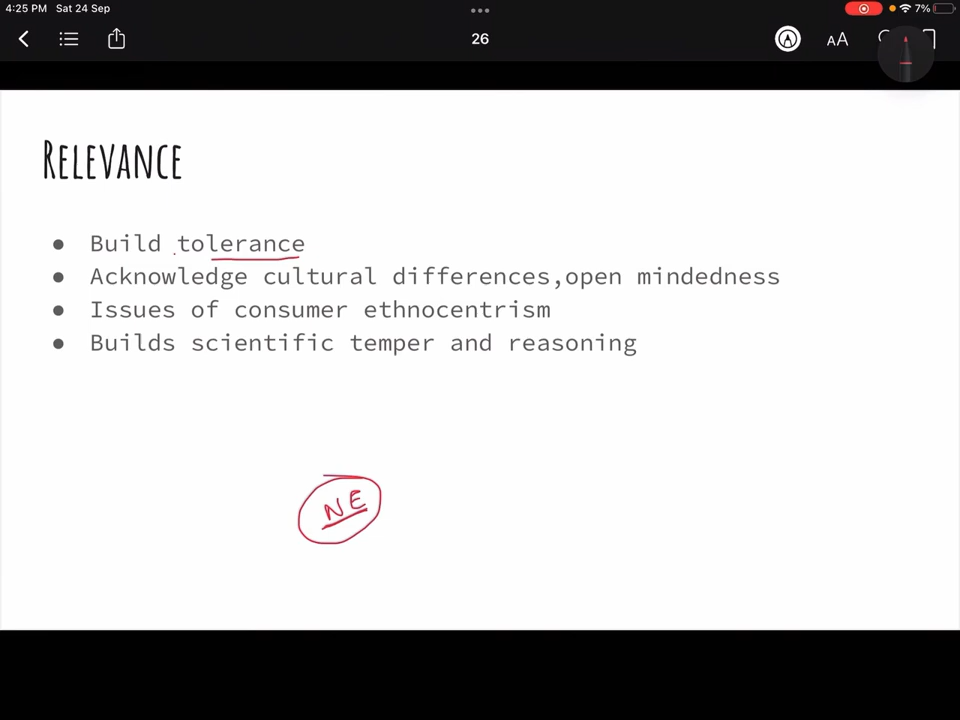 4:25 PM Sat 24 Sep
7%
26
AA
RELEVANCE
● Build tolerance
● Acknowledge cultural differences,open mindedness
● Issues of consumer ethnocentrism
● Builds scientific temper and reasoning
NE